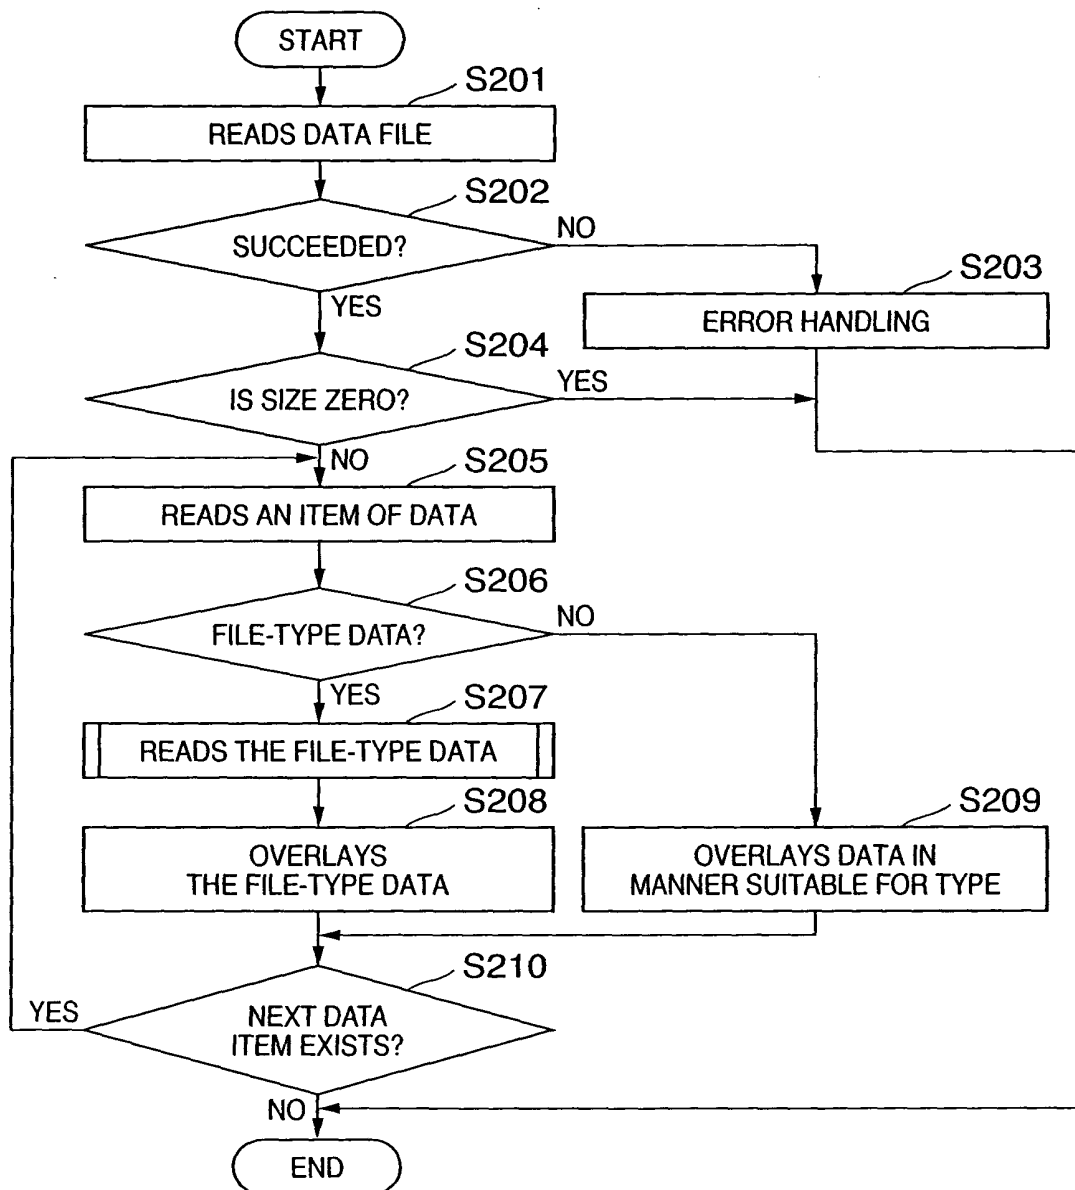 START
S201
READS DATA FILE
S202
SUCCEEDED?
NO
YES
S203
ERROR HANDLING
S204
IS SIZE ZERO?
YES
NO
S205
READS AN ITEM OF DATA
S206
FILE-TYPE DATA?
NO
YES
S207
READS THE FILE-TYPE DATA
S208
OVERLAYS
THE FILE-TYPE DATA
S209
OVERLAYS DATA IN
MANNER SUITABLE FOR TYPE
S210
YES
NEXT DATA
ITEM EXISTS?
NO
END